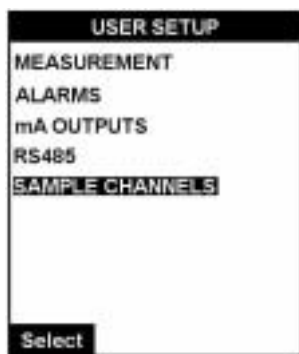 USER SETUP
MEASUREMENT
ALARMS
mA OUTPUTS
RS485
SAMPLE CHANNELS
Select